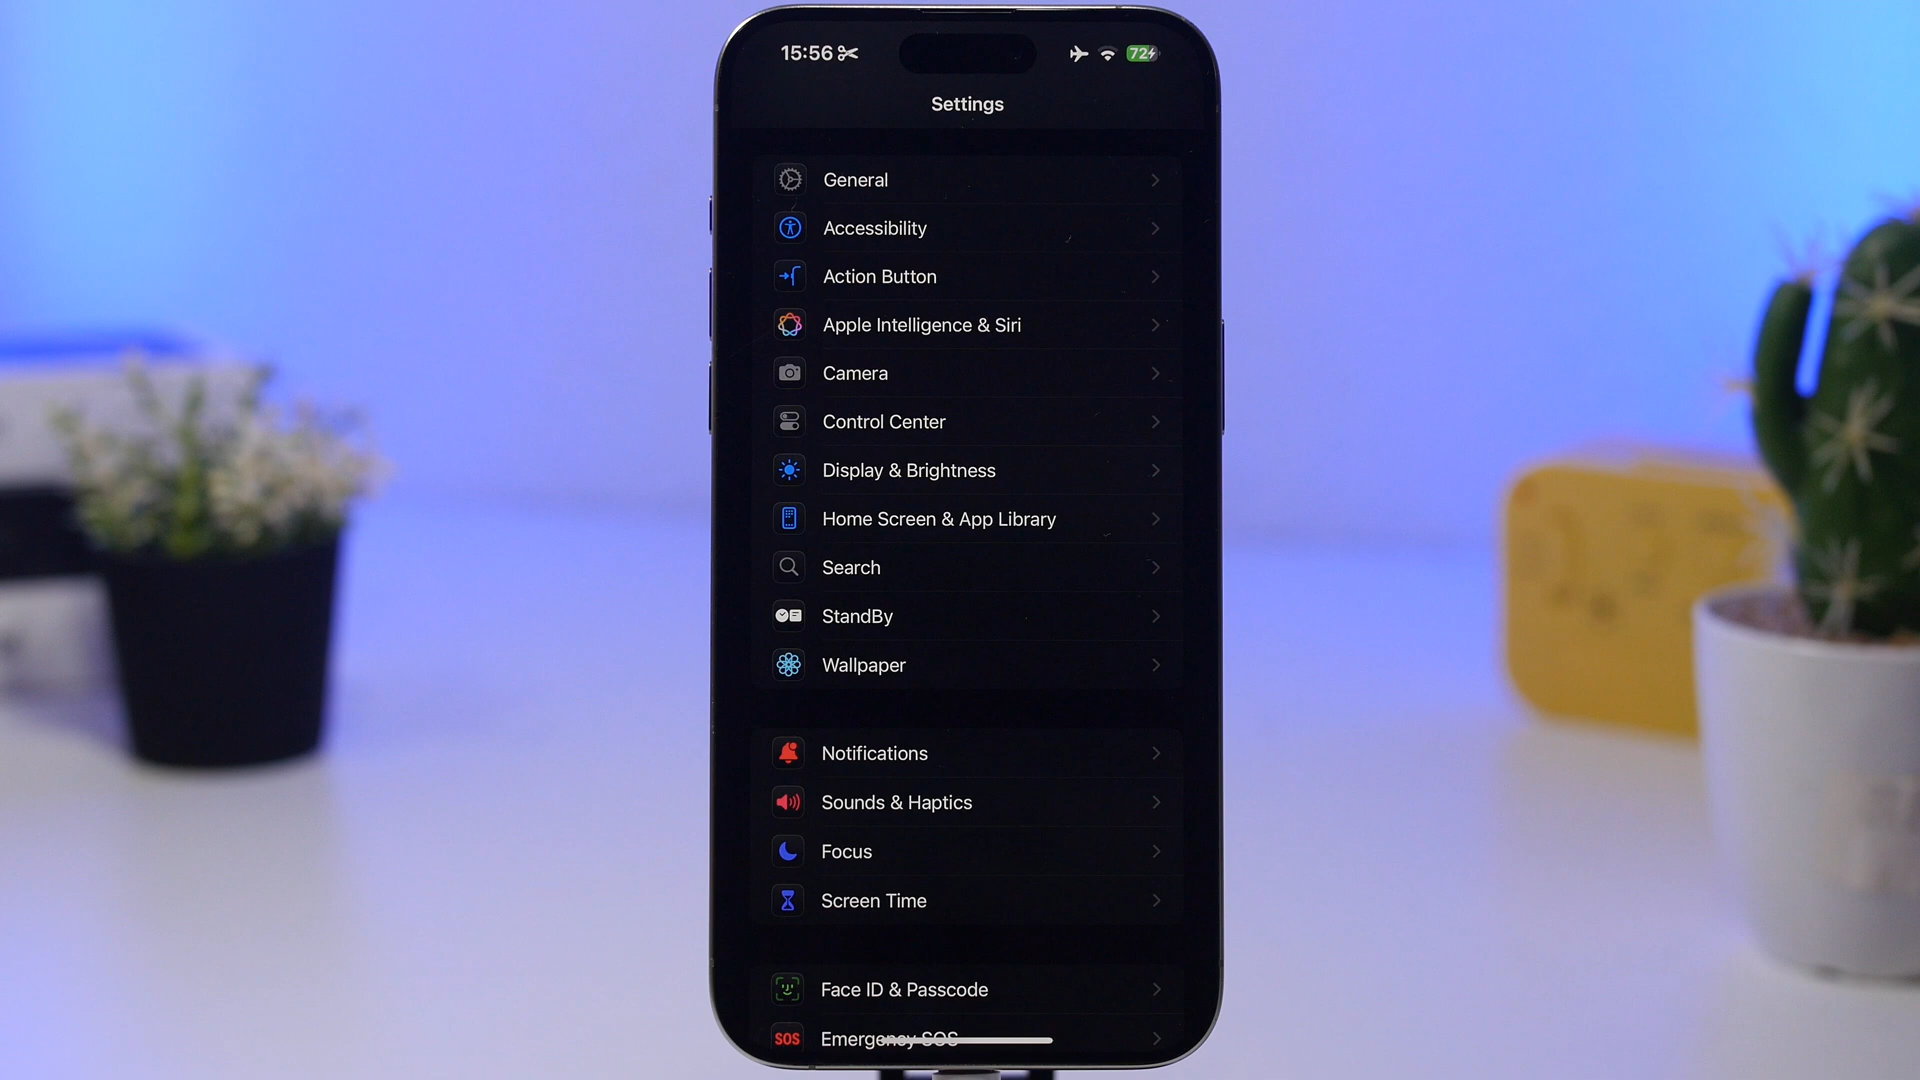 15:56
72
Settings
General
Accessibility
Action Button
Apple Intelligence & Siri
Camera
Control Center
Display & Brightness
Home Screen & App Library
Search
StandBy
Wallpaper
Notifications
Sounds & Haptics
Focus
Screen Time
Face ID & Passcode
SOS Emergency SOS